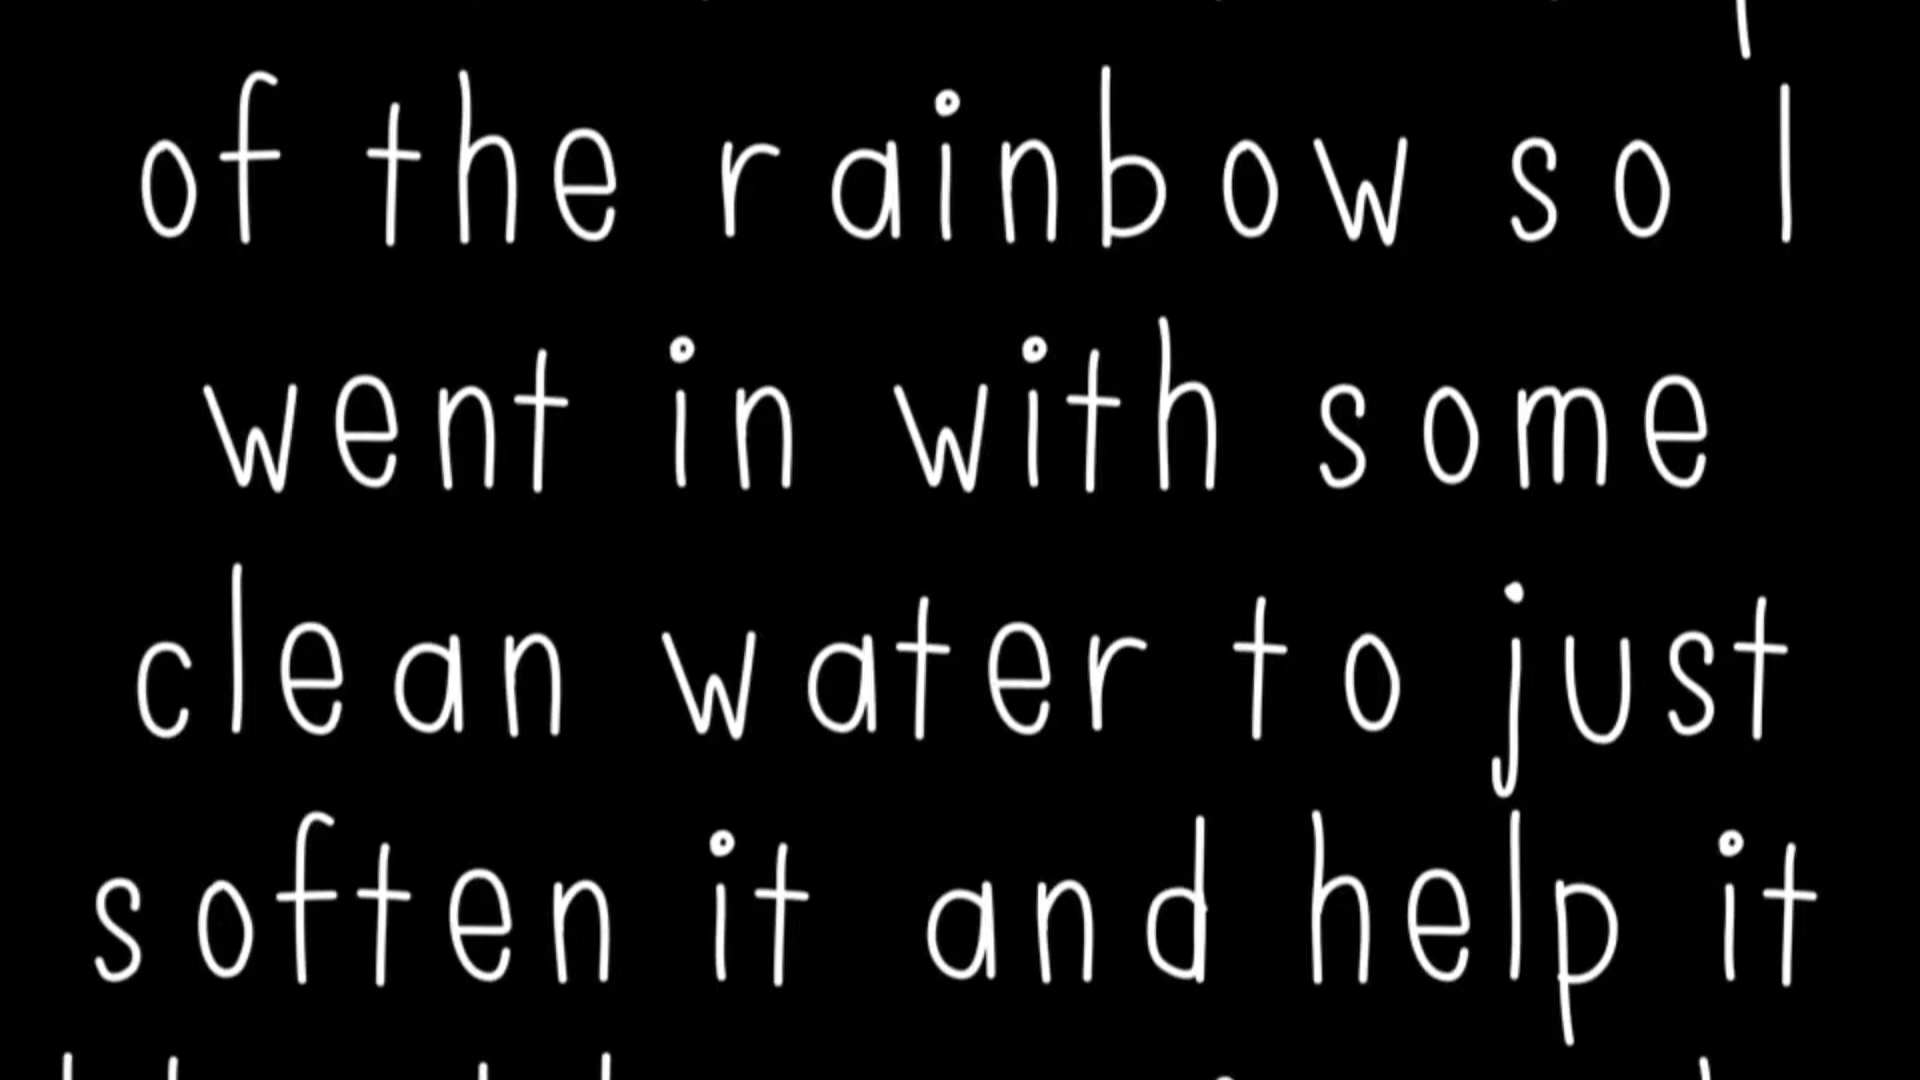 of the rainbow so I
went in with some
clean water to just
soften it and help it